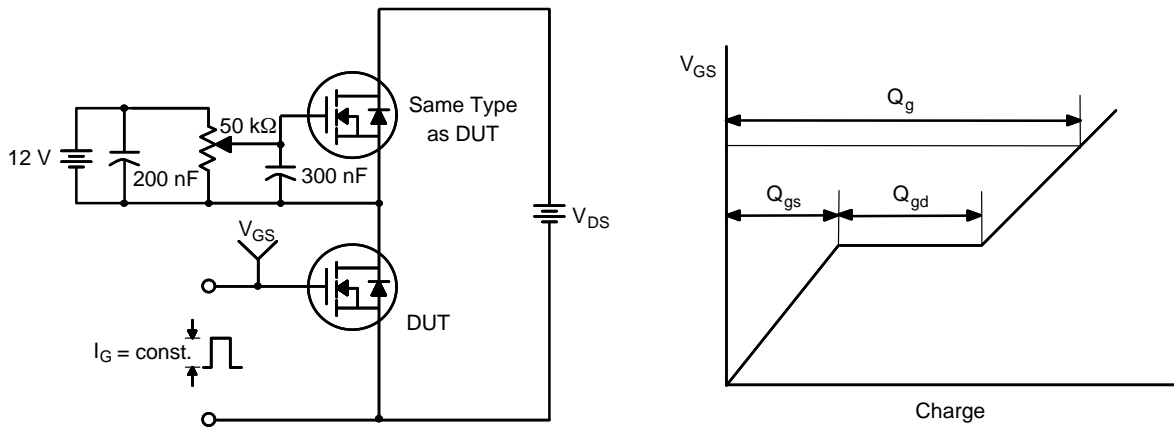 12 V
200 nF
50 kΩ
300 nF
Same Type
as DUT
V_DS
V_GS
DUT
I_G = const.
V_GS
Q_g
Q_gs
Q_gd
Charge